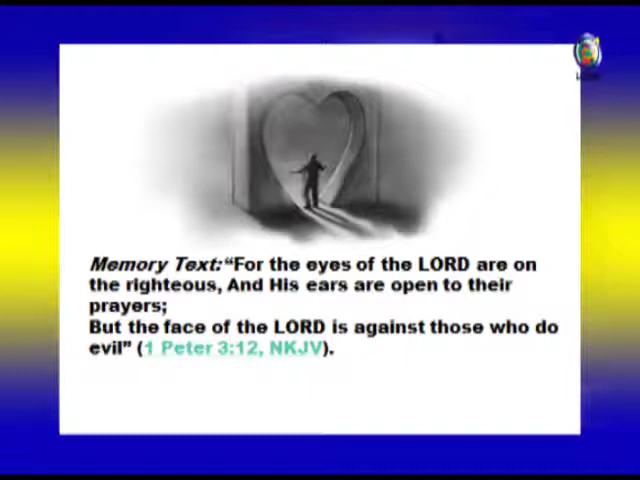 Memory Text:“For the eyes of the LORD are on
the righteous, And His ears are open to their
prayers;
But the face of the LORD is against those who do
evil” (1 Peter 3:12, NKJV).